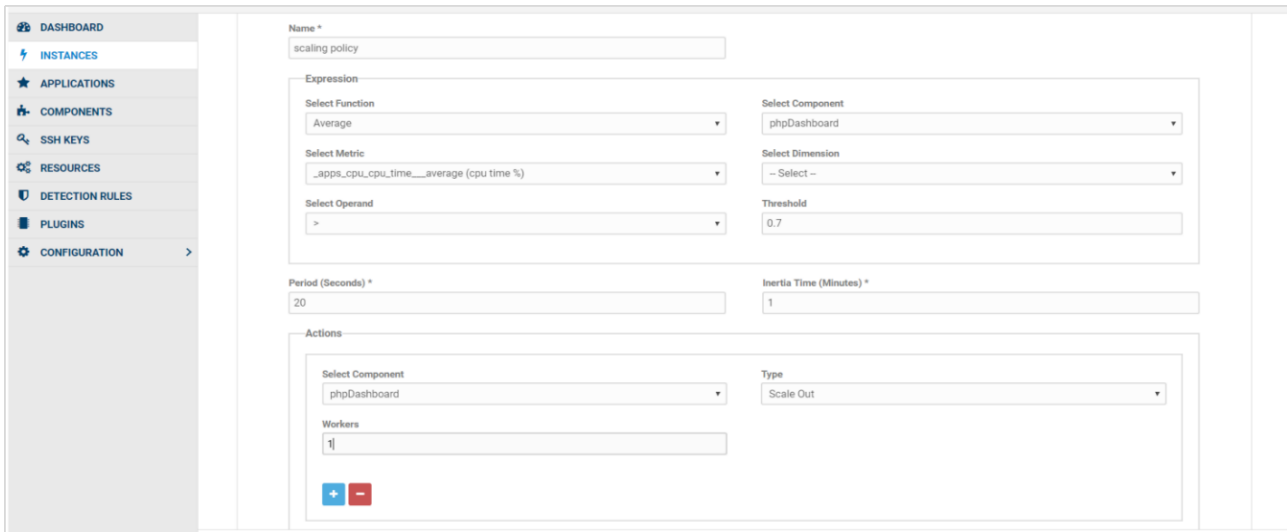 DASHBOARD
INSTANCES
APPLICATIONS
COMPONENTS
SSH KEYS
RESOURCES
DETECTION RULES
PLUGINS
CONFIGURATION
Name *
scaling policy
Expression
Select Function
Select Component
Average
phpDashboard
Select Metric
Select Dimension
_apps_cpu_cpu_time___average (cpu time %)
-- Select --
Select Operand
Threshold
>
0.7
Period (Seconds) *
Inertia Time (Minutes) *
20
1
Actions
Select Component
Type
phpDashboard
Scale Out
Workers
1